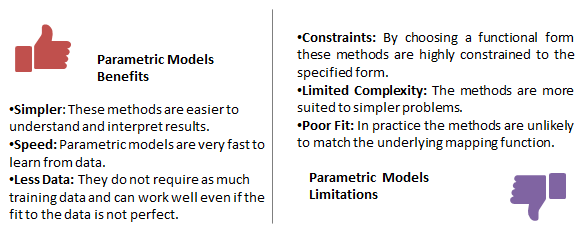 Parametric Models
Benefits
•Simpler: These methods are easier to
understand and interpret results.
•Speed: Parametric models are very fast to
learn from data.
•Less Data: They do not require as much
training data and can work well even if the
fit to the data is not perfect.
•Constraints: By choosing a functional form
these methods are highly constrained to the
specified form.
•Limited Complexity: The methods are more
suited to simpler problems.
•Poor Fit: In practice the methods are unlikely
to match the underlying mapping function.
Parametric Models
Limitations